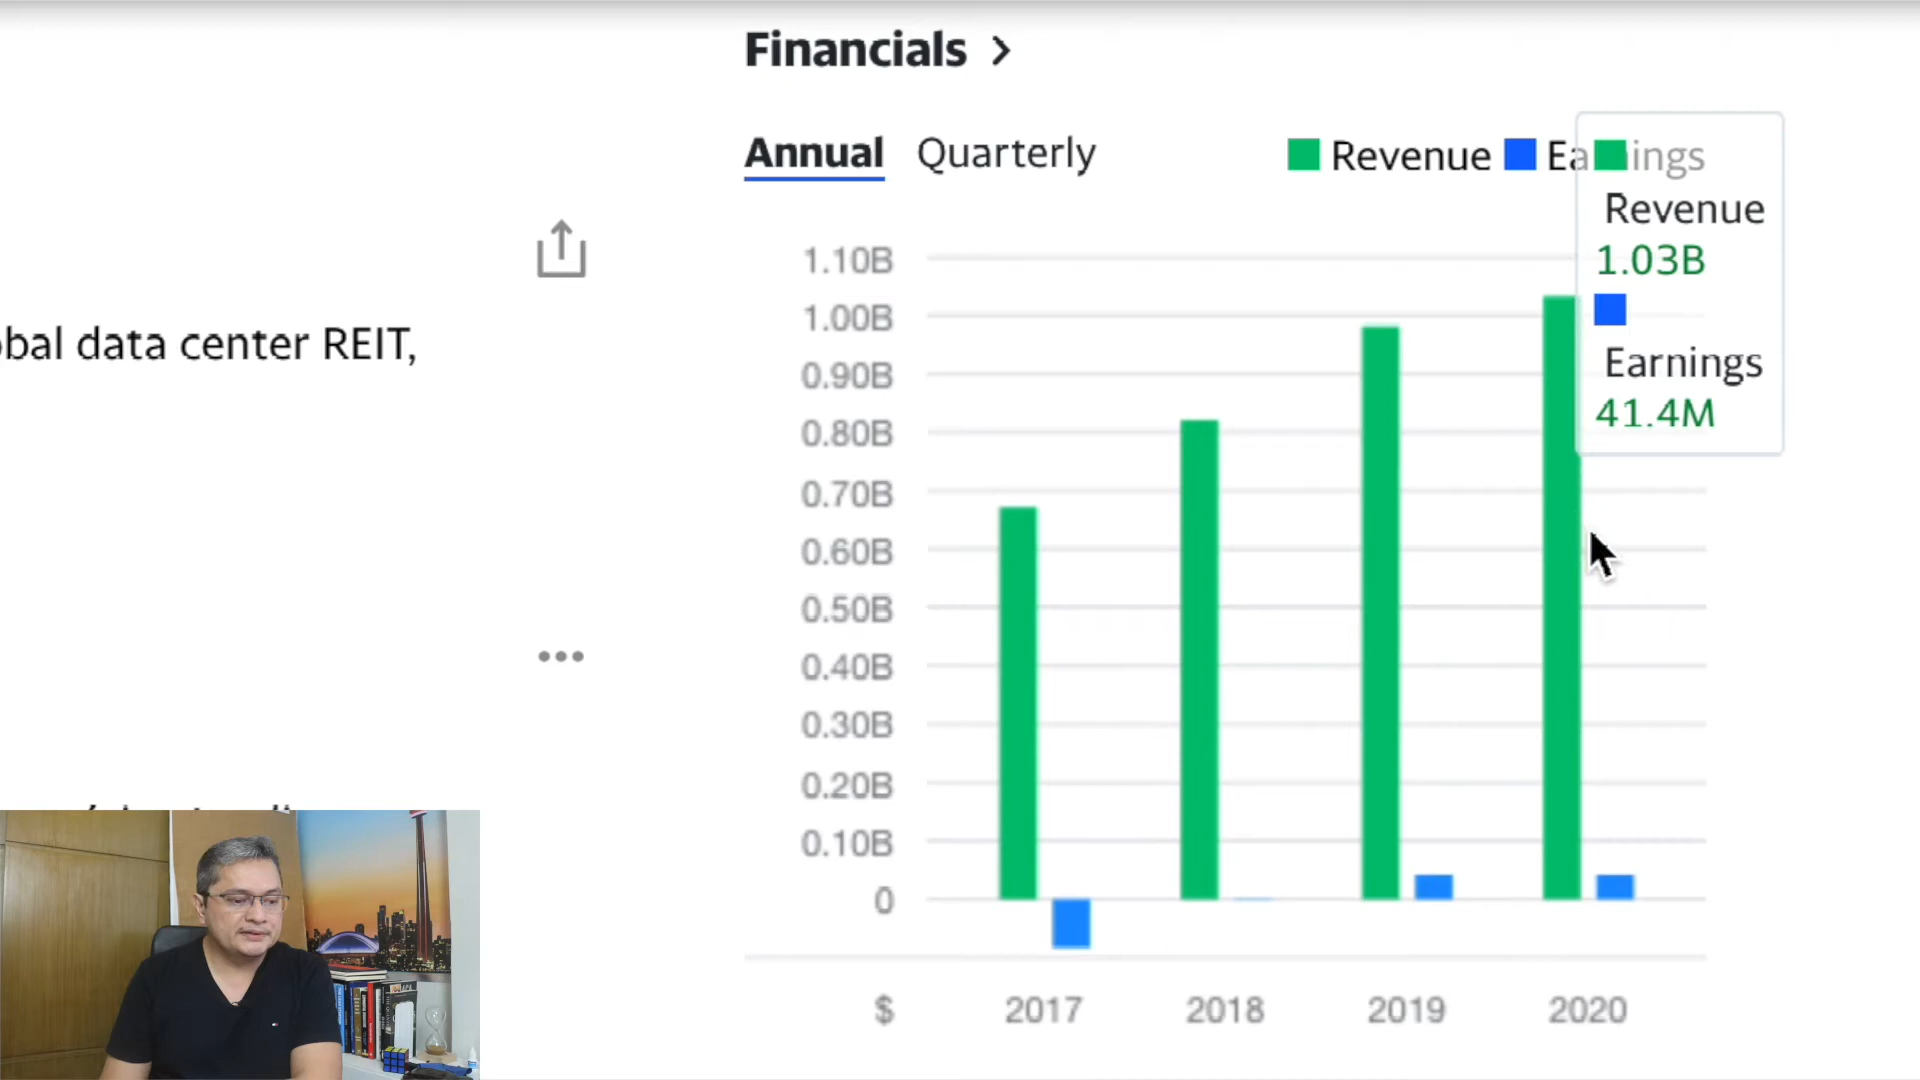 Financials >
Annual Quarterly
Revenue Ea ings
Revenue
1.03B
Earnings
41.4M
obal data center REIT,
1.10B
1.00B
0.90B
0.80B
0.70B
0.60B
0.50B
0.40B
0.30B
0.20B
0.10B
0
$ 2017 2018 2019 2020